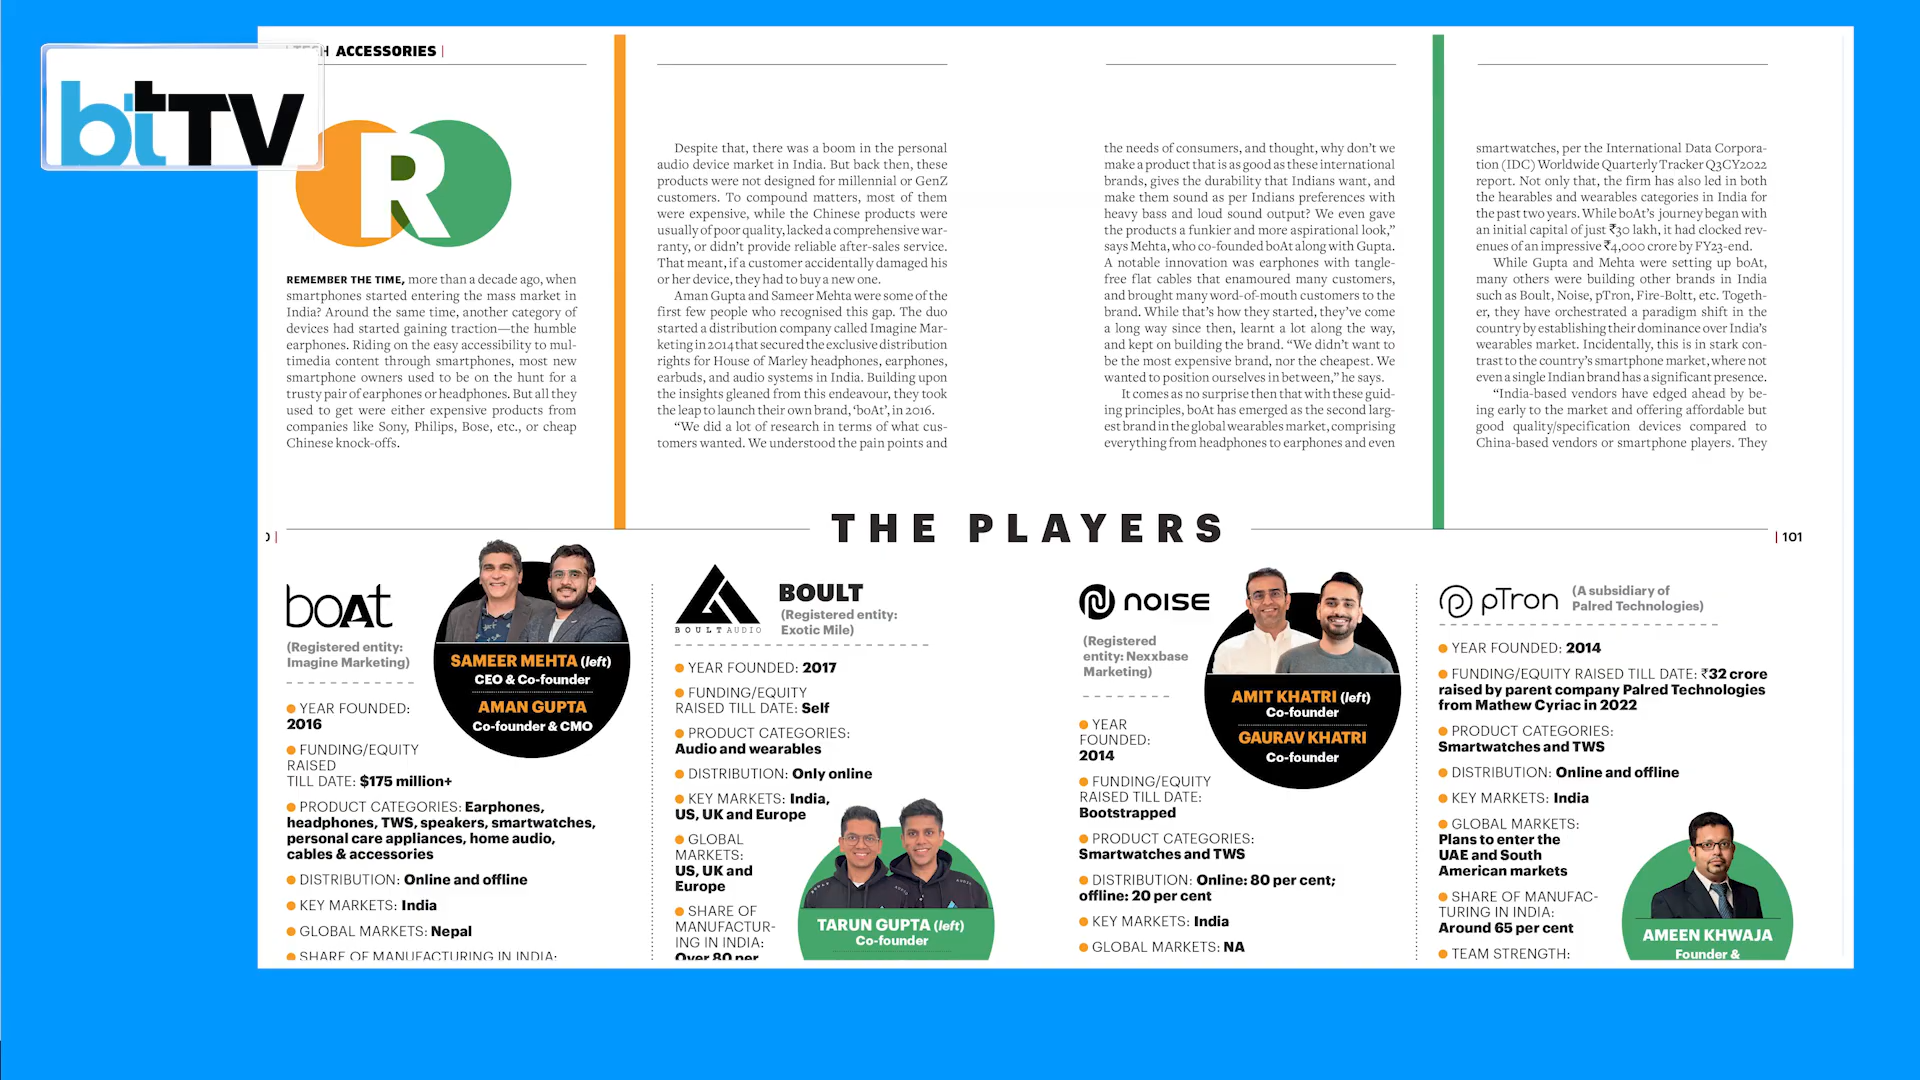 btTV
TECH ACCESSORIES |
R
REMEMBER THE TIME, more than a decade ago, when
smartphones started entering the mass market in
India? Around the same time, another category of
devices had started gaining traction—the humble
earphones. Riding on the easy accessibility to mul-
timedia content through smartphones, most new
smartphone owners used to be on the hunt for a
trusty pair of earphones or headphones. But all they
used to get were either expensive products from
companies like Sony, Philips, Bose, etc., or cheap
Chinese knock-offs.
Despite that, there was a boom in the personal
audio device market in India. But back then, these
products were not designed for millennial or GenZ
customers. To compound matters, most of them
were expensive, while the Chinese products were
usually of poor quality, lacked a comprehensive war-
ranty, or didn't provide reliable after-sales service.
That meant, if a customer accidentally damaged his
or her device, they had to buy a new one.
Aman Gupta and Sameer Mehta were some of the
first few people who recognised this gap. The duo
started a distribution company called Imagine Mar-
keting in 2014 that secured the exclusive distribution
rights for House of Marley headphones, earphones,
earbuds, and audio systems in India. Building upon
the insights gleaned from this endeavour, they took
the leap to launch their own brand, 'boAt', in 2016.
“We did a lot of research in terms of what cus-
tomers wanted. We understood the pain points and
the needs of consumers, and thought, why don't we
make a product that is as good as these international
brands, gives the durability that Indians want, and
make them sound as per Indians preferences with
heavy bass and loud sound output? We even gave
the products a funkier and more aspirational look,”
says Mehta, who co-founded boAt along with Gupta.
A notable innovation was earphones with tangle-
free flat cables that enamoured many customers,
and brought many word-of-mouth customers to the
brand. While that's how they started, they've come
a long way since then, learnt a lot along the way,
and kept on building the brand. “We didn't want to
be the most expensive brand, nor the cheapest. We
wanted to position ourselves in between,” he says.
It comes as no surprise then that with these guid-
ing principles, boAt has emerged as the second larg-
est brand in the global wearables market, comprising
everything from headphones to earphones and even
smartwatches, per the International Data Corpora-
tion (IDC) Worldwide Quarterly Tracker Q3CY2022
report. Not only that, the firm has also led in both
the hearables and wearables categories in India for
the past two years. While boAt's journey began with
an initial capital of just ₹30 lakh, it had clocked rev-
enues of an impressive ₹4,000 crore by FY23-end.
While Gupta and Mehta were setting up boAt,
many others were building other brands in India
such as Boult, Noise, pTron, Fire-Boltt, etc. Togeth-
er, they have orchestrated a paradigm shift in the
country by establishing their dominance over India's
wearables market. Incidentally, this is in stark con-
trast to the country's smartphone market, where not
even a single Indian brand has a significant presence.
“India-based vendors have edged ahead by be-
ing early to the market and offering affordable but
good quality/specification devices compared to
China-based vendors or smartphone players. They
THE PLAYERS
| 101
boAt
(Registered entity:
Imagine Marketing)
SAMEER MEHTA (left)
CEO & Co-founder
AMAN GUPTA
Co-founder & CMO
YEAR FOUNDED:
2016
FUNDING/EQUITY
RAISED
TILL DATE: $175 million+
PRODUCT CATEGORIES: Earphones,
headphones, TWS, speakers, smartwatches,
personal care appliances, home audio,
cables & accessories
DISTRIBUTION: Online and offline
KEY MARKETS: India
GLOBAL MARKETS: Nepal
SHARE OF MANUFACTURING IN INDIA:
BOULT AUDIO
BOULT
(Registered entity:
Exotic Mile)
YEAR FOUNDED: 2017
FUNDING/EQUITY
RAISED TILL DATE: Self
PRODUCT CATEGORIES:
Audio and wearables
DISTRIBUTION: Only online
KEY MARKETS: India,
US, UK and Europe
GLOBAL
MARKETS:
US, UK and
Europe
SHARE OF
MANUFACTUR-
ING IN INDIA:
Over 80 per
TARUN GUPTA (left)
Co-founder
noise
(Registered
entity: Nexxbase
Marketing)
AMIT KHATRI (left)
Co-founder
GAURAV KHATRI
Co-founder
YEAR
FOUNDED:
2014
FUNDING/EQUITY
RAISED TILL DATE:
Bootstrapped
PRODUCT CATEGORIES:
Smartwatches and TWS
DISTRIBUTION: Online: 80 per cent;
offline: 20 per cent
KEY MARKETS: India
GLOBAL MARKETS: NA
pTron
(A subsidiary of
Palred Technologies)
YEAR FOUNDED: 2014
FUNDING/EQUITY RAISED TILL DATE: ₹32 crore
raised by parent company Palred Technologies
from Mathew Cyriac in 2022
PRODUCT CATEGORIES:
Smartwatches and TWS
DISTRIBUTION: Online and offline
KEY MARKETS: India
GLOBAL MARKETS:
Plans to enter the
UAE and South
American markets
SHARE OF MANUFAC-
TURING IN INDIA:
Around 65 per cent
TEAM STRENGTH:
AMEEN KHWAJA
Founder &